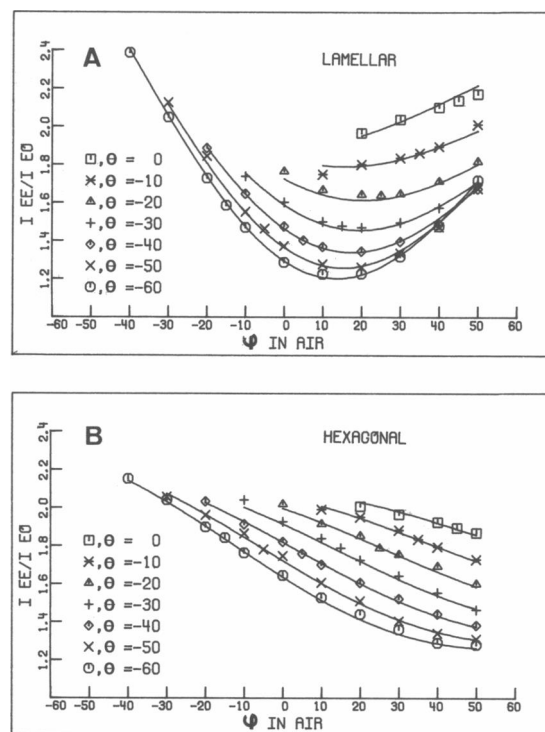 A
LAMELLAR
I EE/I EØ
2.4
2.2
2.0
1.8
1.6
1.4
1.2
, θ = 0
, θ =-10
, θ =-20
, θ =-30
, θ =-40
, θ =-50
, θ =-60
-60 -50 -40 -30 -20 -10 0 10 20 30 40 50 60
φ IN AIR
B
HEXAGONAL
I EE/I EØ
2.4
2.2
2.0
1.8
1.6
1.4
1.2
, θ = 0
, θ =-10
, θ =-20
, θ =-30
, θ =-40
, θ =-50
, θ =-60
-60 -50 -40 -30 -20 -10 0 10 20 30 40 50 60
φ IN AIR